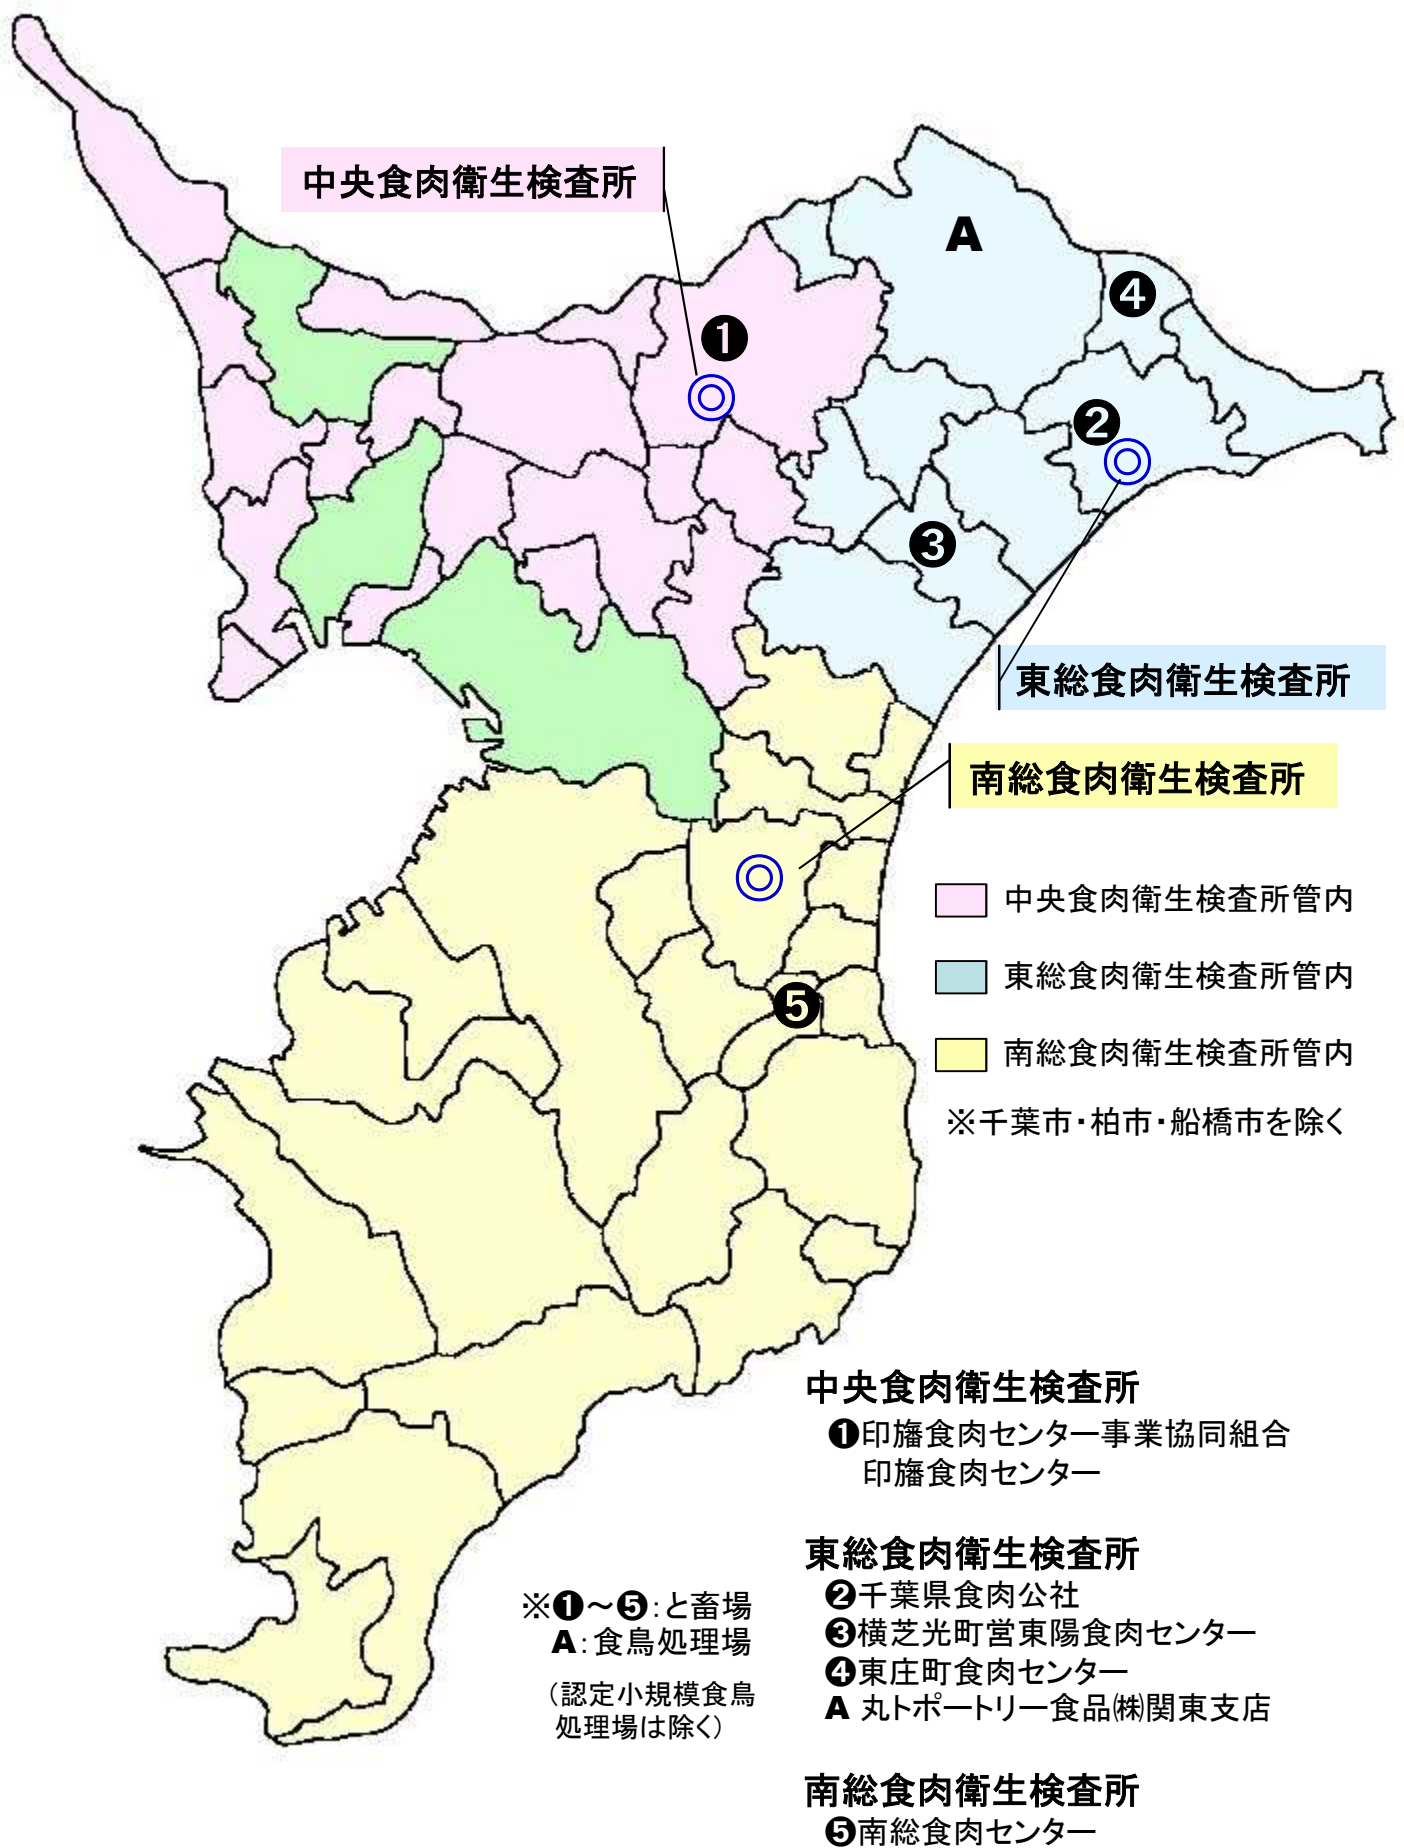 中央食肉衛生検査所
A
❹
❶
❷
❸
東総食肉衛生検査所
南総食肉衛生検査所
中央食肉衛生検査所管内
東総食肉衛生検査所管内
❺
南総食肉衛生検査所管内
※千葉市・柏市・船橋市を除く
中央食肉衛生検査所
❶印旛食肉センター事業協同組合
印旛食肉センター
東総食肉衛生検査所
❷千葉県食肉公社
❸横芝光町営東陽食肉センター
❹東庄町食肉センター
A 丸トポートリー食品㈱関東支店
※❶～❺：と畜場
A：食鳥処理場
（認定小規模食鳥
処理場は除く）
南総食肉衛生検査所
❺南総食肉センター